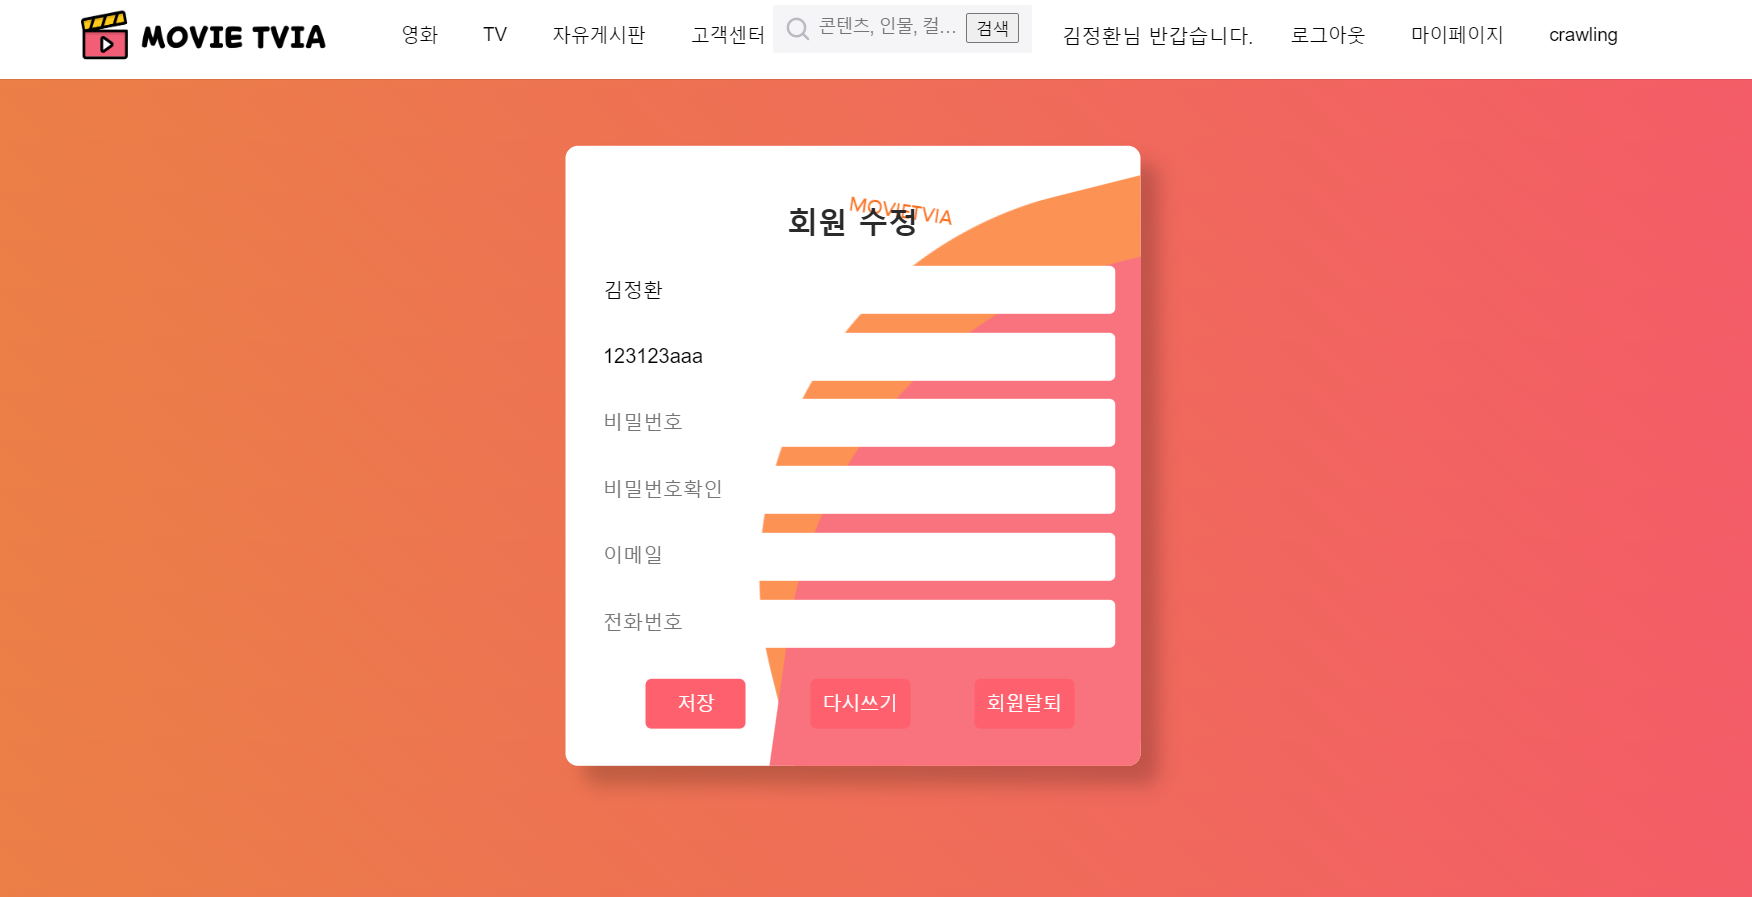 MOVIE TVIA 영화 TV 자유게시판 고객센터 콘텐츠, 인물, 컬... 검색 김정환님 반갑습니다. 로그아웃 마이페이지 crawling
MOVIETVIA
회원 수정
김정환
123123aaa
비밀번호
비밀번호확인
이메일
전화번호
저장 다시쓰기 회원탈퇴